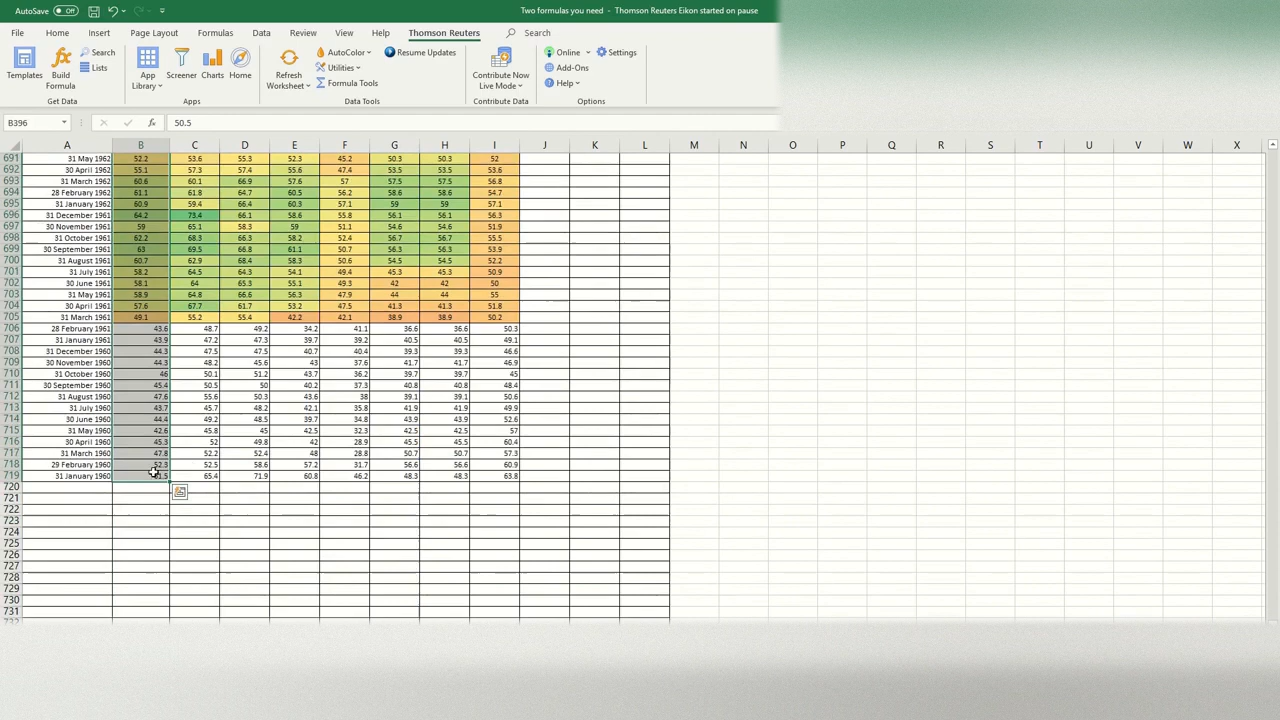 AutoSave Off Two formulas you need - Thomson Reuters Eikon started on pause
File Home Insert Page Layout Formulas Data Review View Help Thomson Reuters Search
Templates Build Formula Search Lists App Library Screener Charts Home Refresh Worksheet AutoColor Utilities Formula Tools Resume Updates Contribute Now Live Mode Online Add-Ons Help Settings
Get Data Apps Data Tools Contribute Data Options
B396 fx 50.5
A B C D E F G H I J K L M N O P Q R S T U V W X
691 31 May 1962 52.2 53.6 55.3 52.3 45.2 50.3 50.3 52
692 30 April 1962 55.1 57.3 57.4 55.6 47.4 53.5 53.5 53.6
693 31 March 1962 60.6 60.1 66.9 57.6 57 57.5 57.5 56.8
694 28 February 1962 61.1 61.8 64.7 60.5 56.2 58.6 58.6 54.7
695 31 January 1962 60.9 59.4 66.4 60.3 57.1 59 59 57.1
696 31 December 1961 64.2 73.4 66.1 58.6 55.8 56.1 56.1 56.3
697 30 November 1961 59 65.1 58.3 59 51.1 54.6 54.6 51.9
698 31 October 1961 62.2 68.3 66.3 58.2 52.4 56.7 56.7 55.5
699 30 September 1961 63 69.5 66.8 61.1 50.7 56.3 56.3 53.9
700 31 August 1961 60.7 62.9 68.4 58.3 50.6 54.5 54.5 52.2
701 31 July 1961 58.2 64.5 64.3 54.1 49.4 45.3 45.3 50.9
702 30 June 1961 58.1 64 65.3 55.1 49.3 42 42 50
703 31 May 1961 58.9 64.8 66.6 56.3 47.9 44 44 55
704 30 April 1961 57.6 67.7 61.7 53.2 47.5 41.3 41.3 51.8
705 31 March 1961 49.1 55.2 55.4 42.2 42.1 38.9 38.9 50.2
706 28 February 1961 43.6 48.7 49.2 34.2 41.1 36.6 36.6 50.3
707 31 January 1961 43.9 47.2 47.3 39.7 39.2 40.5 40.5 49.1
708 31 December 1960 44.3 47.5 47.5 40.7 40.4 39.3 39.3 46.6
709 30 November 1960 44.3 48.2 45.6 43 37.6 41.7 41.7 46.9
710 31 October 1960 46 50.1 51.2 43.7 36.2 39.7 39.7 45
711 30 September 1960 45.4 50.5 50 40.2 37.3 40.8 40.8 48.4
712 31 August 1960 47.6 55.6 50.3 43.6 38 39.1 39.1 50.6
713 31 July 1960 43.7 45.7 48.2 42.1 35.8 41.9 41.9 49.9
714 30 June 1960 44.4 49.2 48.5 39.7 34.8 43.9 43.9 52.6
715 31 May 1960 42.6 45.8 45 42.5 32.3 42.5 42.5 57
716 30 April 1960 45.3 52 49.8 42 28.9 45.5 45.5 60.4
717 31 March 1960 47.8 52.2 52.4 48 28.8 50.7 50.7 57.3
718 29 February 1960 52.3 52.5 58.6 57.2 31.7 56.6 56.6 60.9
719 31 January 1960 65.4 71.9 60.8 46.2 48.3 48.3 63.8
720
721
722
723
724
725
726
727
728
729
730
731